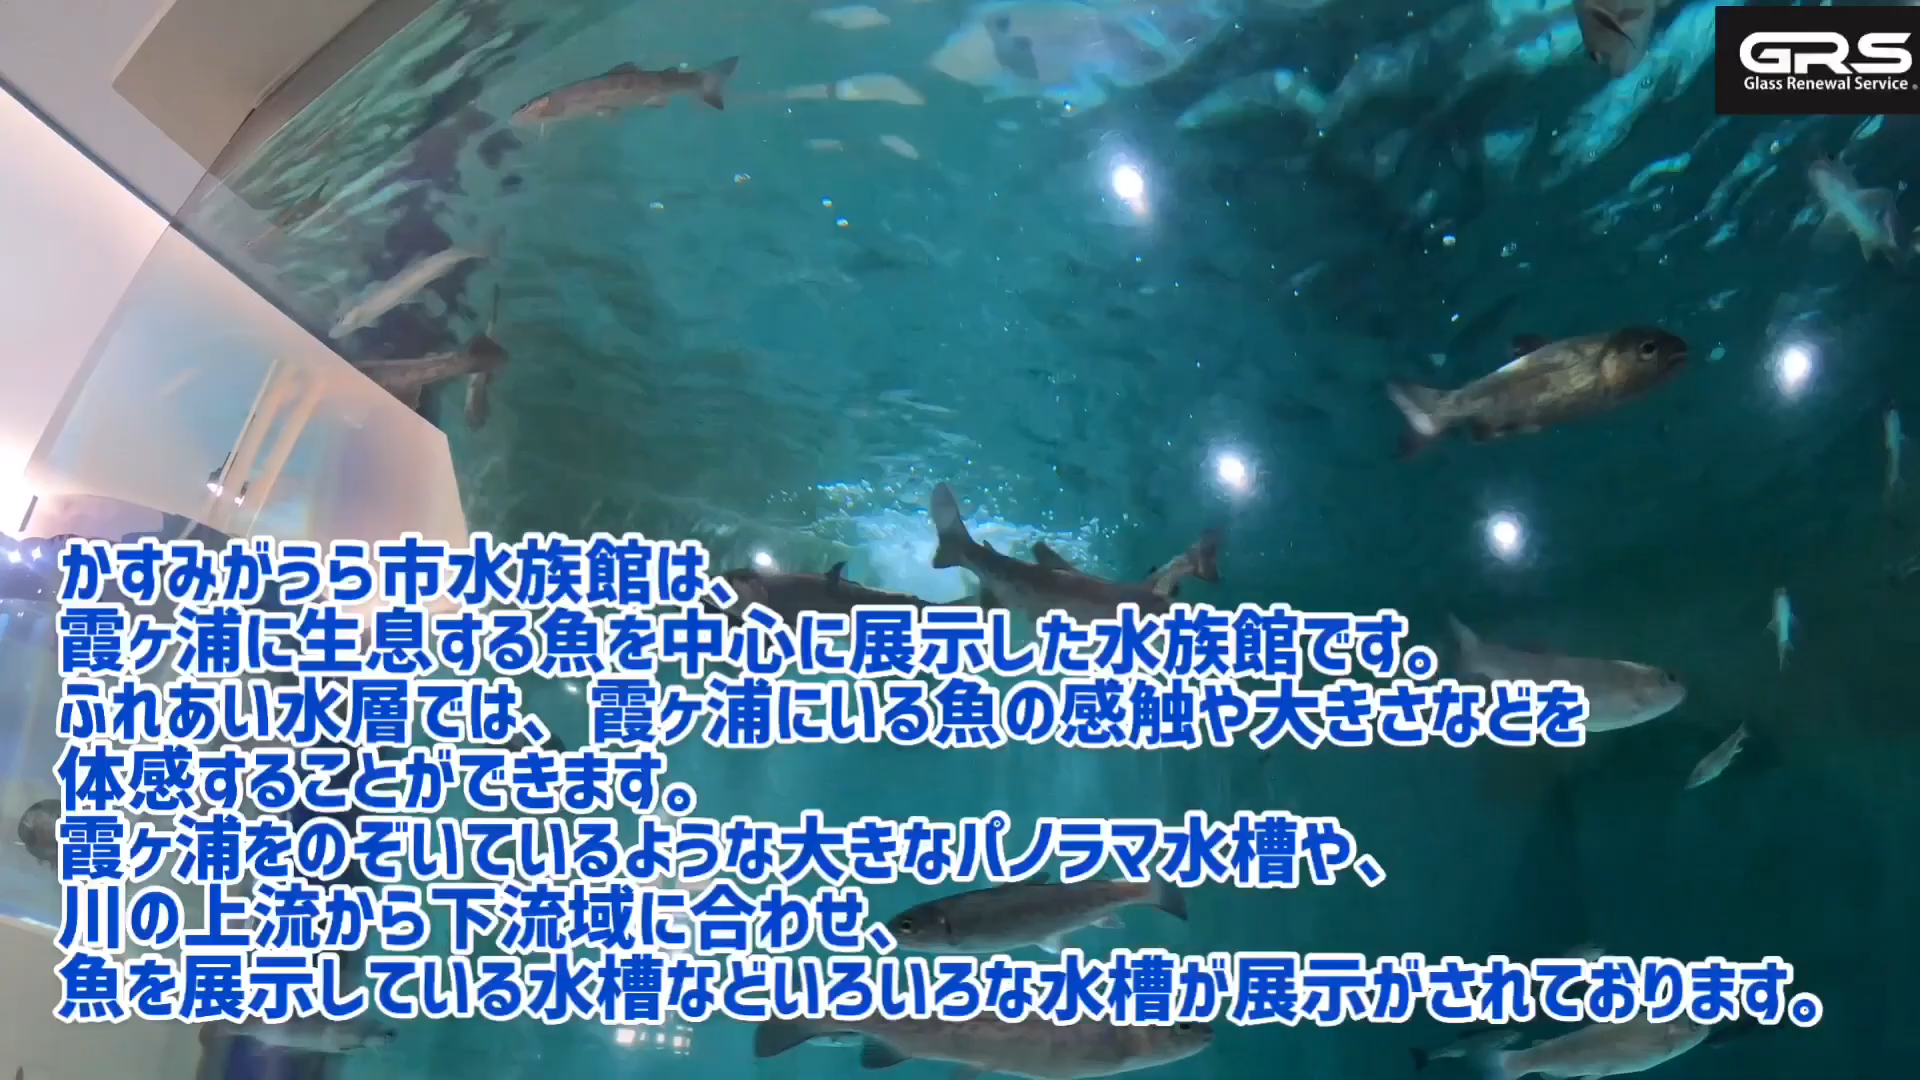 GRS
Glass Renewal Service
かすみがうら市水族館は、
霞ヶ浦に生息する魚を中心に展示した水族館です。
ふれあい水層では、霞ヶ浦にいる魚の感触や大きさなどを
体感することができます。
霞ヶ浦をのぞいているような大きなパノラマ水槽や、
川の上流から下流域に合わせ、
魚を展示している水槽などいろいろな水槽が展示がされております。